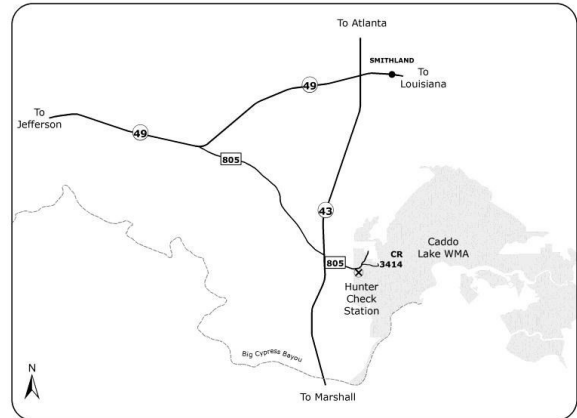 To Atlanta
SMITHLAND
49
To
Louisiana
To
Jefferson
49
805
43
CR
3414
Caddo
Lake WMA
805
Hunter
Check
Station
Big Cypress Bayou
N
To Marshall